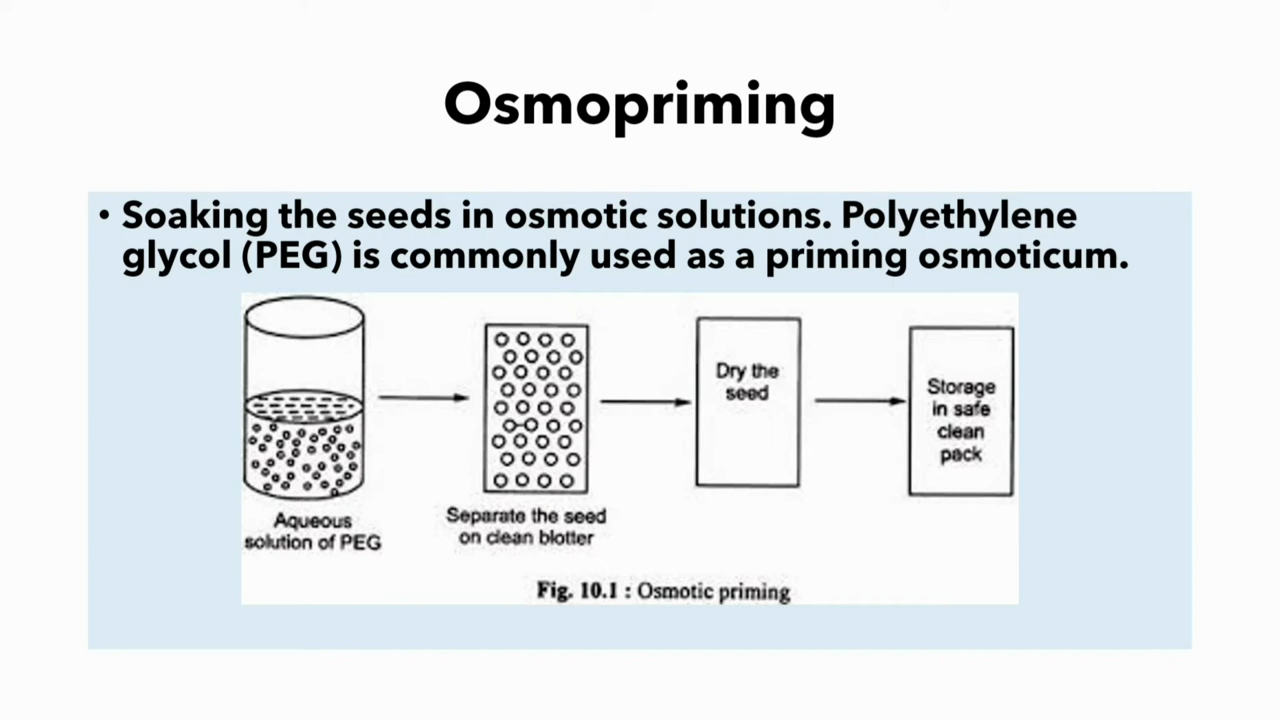 Osmopriming
• Soaking the seeds in osmotic solutions. Polyethylene
glycol (PEG) is commonly used as a priming osmoticum.
Aqueous
solution of PEG
Separate the seed
on clean blotter
Dry the
seed
Storage
in safe
clean
pack
Fig. 10.1 : Osmotic priming